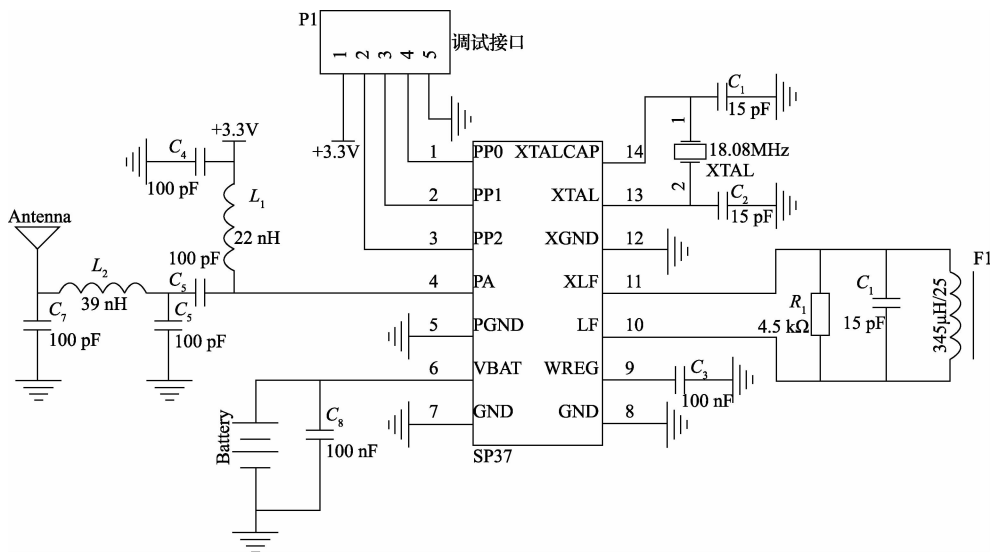 P1
1 2 3 4 5
调试接口
+3.3V
+3.3V
C4
100 pF
L1
22 nH
Antenna
L2
39 nH
100 pF
C5
C7
100 pF
C5
100 pF
1 PP0 XTALCAP 14
2 PP1 XTAL 13
3 PP2 XGND 12
4 PA XLF 11
5 PGND LF 10
6 VBAT WREG 9
7 GND GND 8
SP37
C1
15 pF
1
18.08MHz
XTAL
2
C2
15 pF
R1
4.5 kΩ
C1
15 pF
345μH/25
F1
C3
100 nF
Battery
C8
100 nF